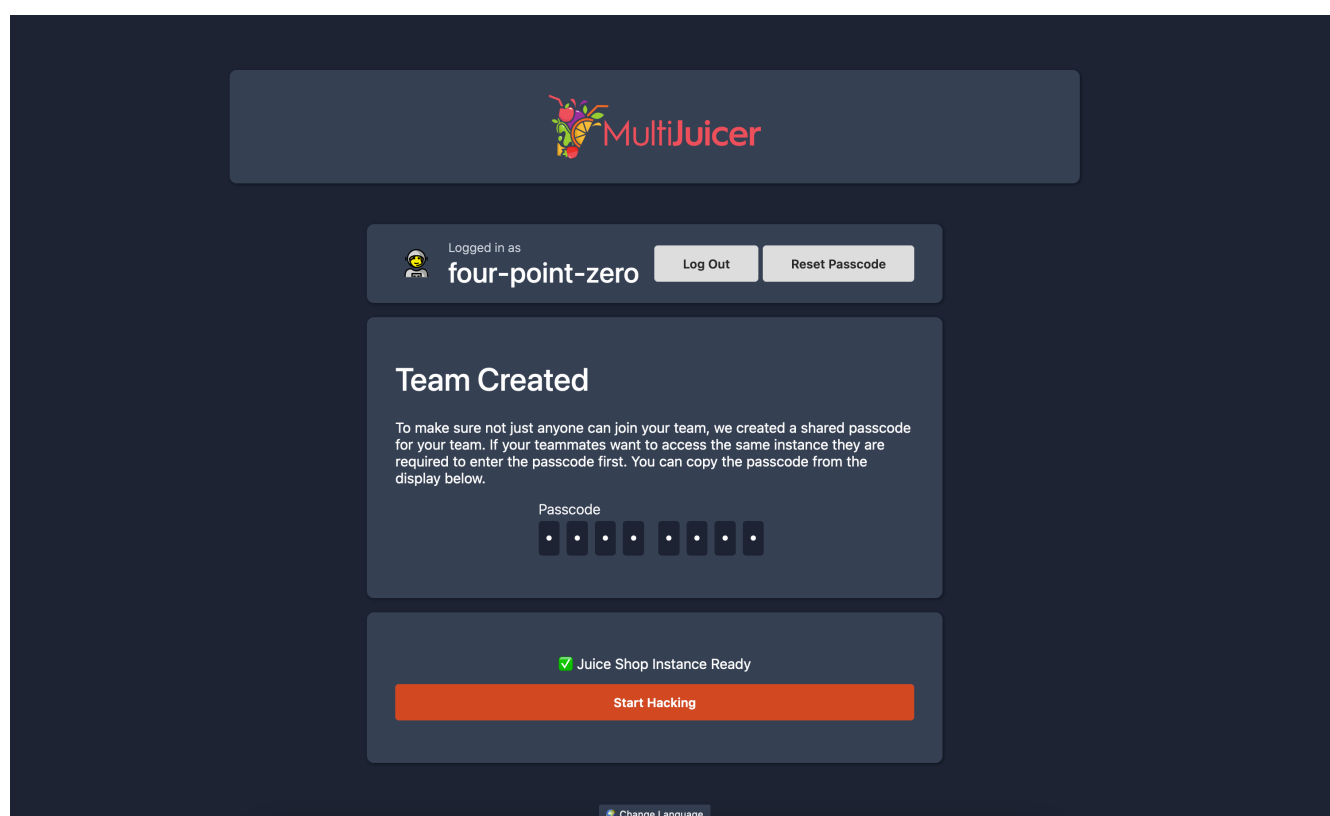 MultiJuicer
Logged in as
four-point-zero
Log Out
Reset Passcode
Team Created
To make sure not just anyone can join your team, we created a shared passcode
for your team. If your teammates want to access the same instance they are
required to enter the passcode first. You can copy the passcode from the
display below.
Passcode
• • • • • • • •
✅ Juice Shop Instance Ready
Start Hacking
Change Language